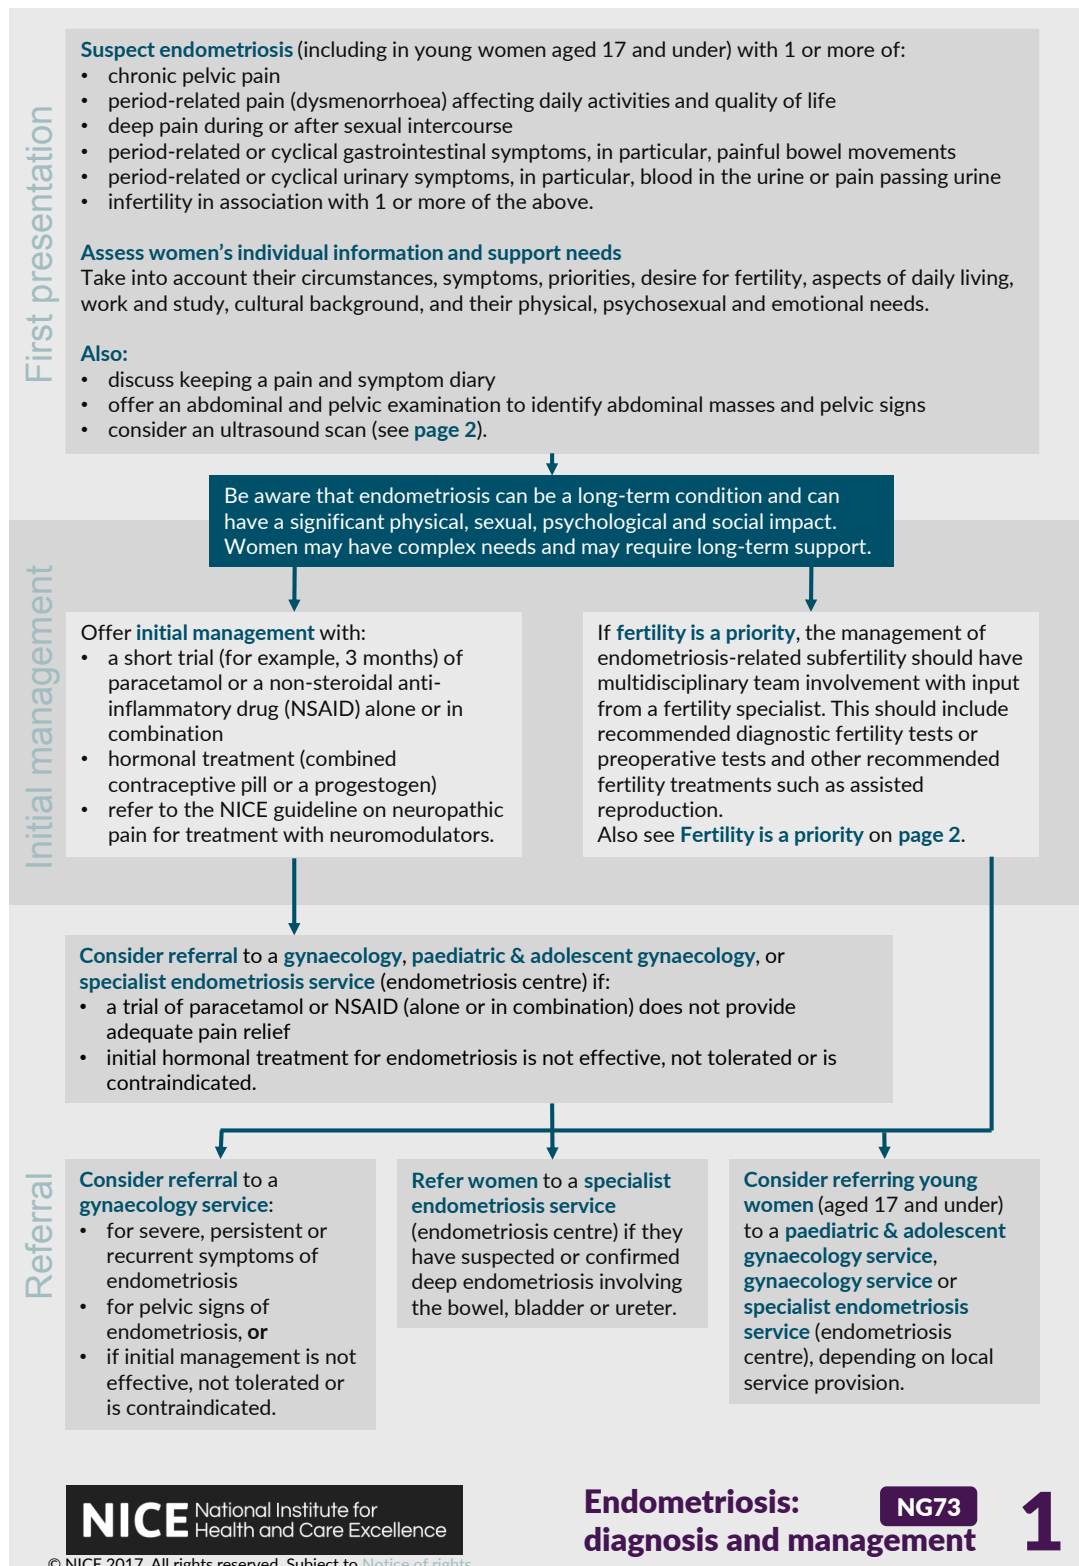 First presentation
Suspect endometriosis (including in young women aged 17 and under) with 1 or more of:
• chronic pelvic pain
• period-related pain (dysmenorrhoea) affecting daily activities and quality of life
• deep pain during or after sexual intercourse
• period-related or cyclical gastrointestinal symptoms, in particular, painful bowel movements
• period-related or cyclical urinary symptoms, in particular, blood in the urine or pain passing urine
• infertility in association with 1 or more of the above.
Assess women's individual information and support needs
Take into account their circumstances, symptoms, priorities, desire for fertility, aspects of daily living,
work and study, cultural background, and their physical, psychosexual and emotional needs.
Also:
• discuss keeping a pain and symptom diary
• offer an abdominal and pelvic examination to identify abdominal masses and pelvic signs
• consider an ultrasound scan (see page 2).
Be aware that endometriosis can be a long-term condition and can
have a significant physical, sexual, psychological and social impact.
Women may have complex needs and may require long-term support.
Initial management
Offer initial management with:
• a short trial (for example, 3 months) of
paracetamol or a non-steroidal anti-
inflammatory drug (NSAID) alone or in
combination
• hormonal treatment (combined
contraceptive pill or a progestogen)
• refer to the NICE guideline on neuropathic
pain for treatment with neuromodulators.
If fertility is a priority, the management of
endometriosis-related subfertility should have
multidisciplinary team involvement with input
from a fertility specialist. This should include
recommended diagnostic fertility tests or
preoperative tests and other recommended
fertility treatments such as assisted
reproduction.
Also see Fertility is a priority on page 2.
Referral
Consider referral to a gynaecology, paediatric & adolescent gynaecology, or
specialist endometriosis service (endometriosis centre) if:
• a trial of paracetamol or NSAID (alone or in combination) does not provide
adequate pain relief
• initial hormonal treatment for endometriosis is not effective, not tolerated or is
contraindicated.
Consider referral to a
gynaecology service:
• for severe, persistent or
recurrent symptoms of
endometriosis
• for pelvic signs of
endometriosis, or
• if initial management is not
effective, not tolerated or
is contraindicated.
Refer women to a specialist
endometriosis service
(endometriosis centre) if they
have suspected or confirmed
deep endometriosis involving
the bowel, bladder or ureter.
Consider referring young
women (aged 17 and under)
to a paediatric & adolescent
gynaecology service,
gynaecology service or
specialist endometriosis
service (endometriosis
centre), depending on local
service provision.
NICE National Institute for
Health and Care Excellence
© NICE 2017. All rights reserved. Subject to Notice of rights
Endometriosis:
diagnosis and management
NG73
1